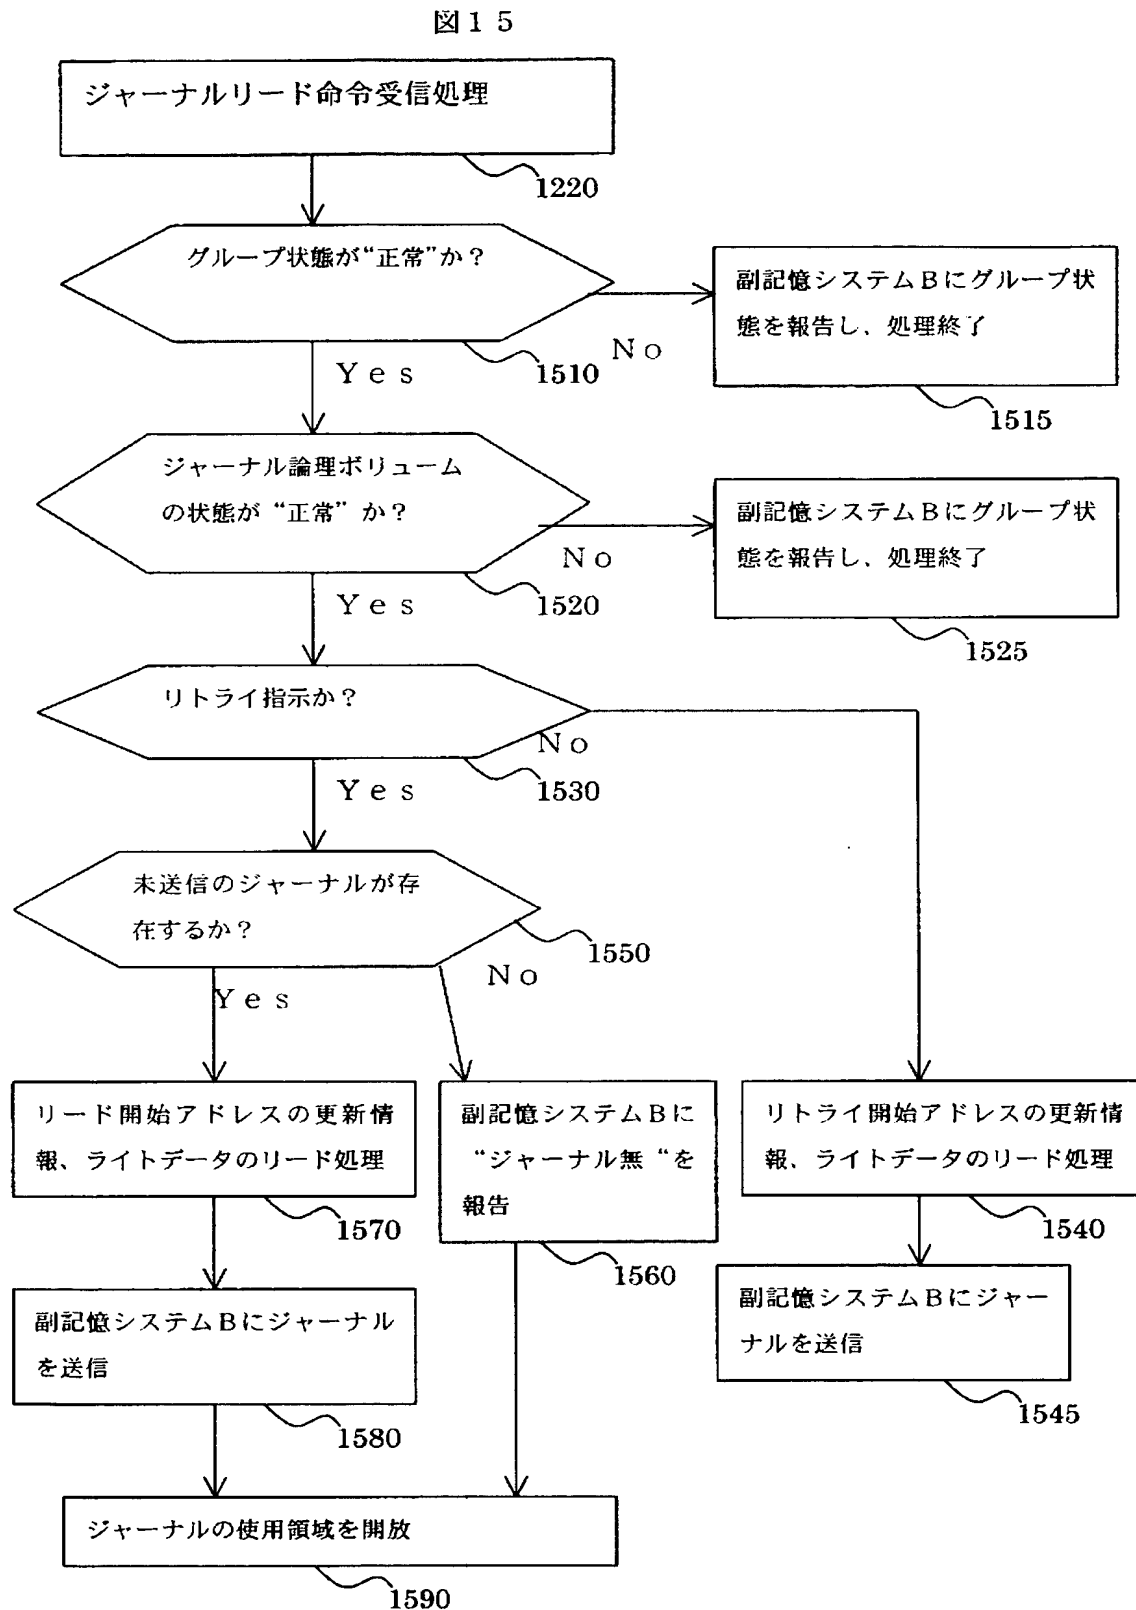 図１５
ジャーナルリード命令受信処理
1220
グループ状態が“正常”か？
1510
Ｎｏ
Ｙｅｓ
副記憶システムＢにグループ状
態を報告し、処理終了
1515
ジャーナル論理ボリューム
の状態が“正常”か？
1520
Ｎｏ
Ｙｅｓ
副記憶システムＢにグループ状
態を報告し、処理終了
1525
リトライ指示か？
Ｎｏ
1530
Ｙｅｓ
未送信のジャーナルが存
在するか？
1550
Ｎｏ
Ｙｅｓ
リード開始アドレスの更新情
報、ライトデータのリード処理
1570
副記憶システムＢに
“ジャーナル無“を
報告
1560
リトライ開始アドレスの更新情
報、ライトデータのリード処理
1540
副記憶システムＢにジャーナル
を送信
1580
副記憶システムＢにジャー
ナルを送信
1545
ジャーナルの使用領域を開放
1590